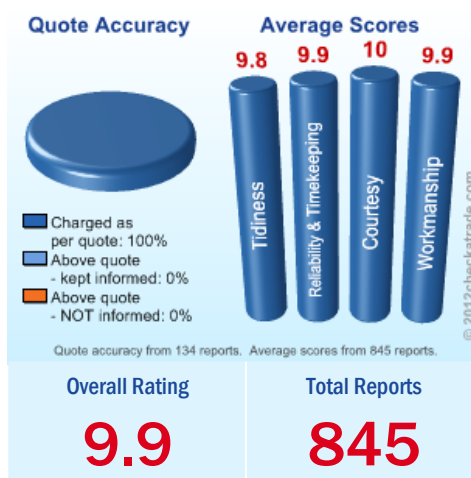 Quote Accuracy
Charged as
per quote: 100%
Above quote
- kept informed: 0%
Above quote
- NOT informed: 0%
Average Scores
9.8
9.9
10
9.9
Tidiness
Reliability & Timekeeping
Courtesy
Workmanship
© 2012checkatrade.com
Quote accuracy from 134 reports. Average scores from 845 reports.
Overall Rating
9.9
Total Reports
845